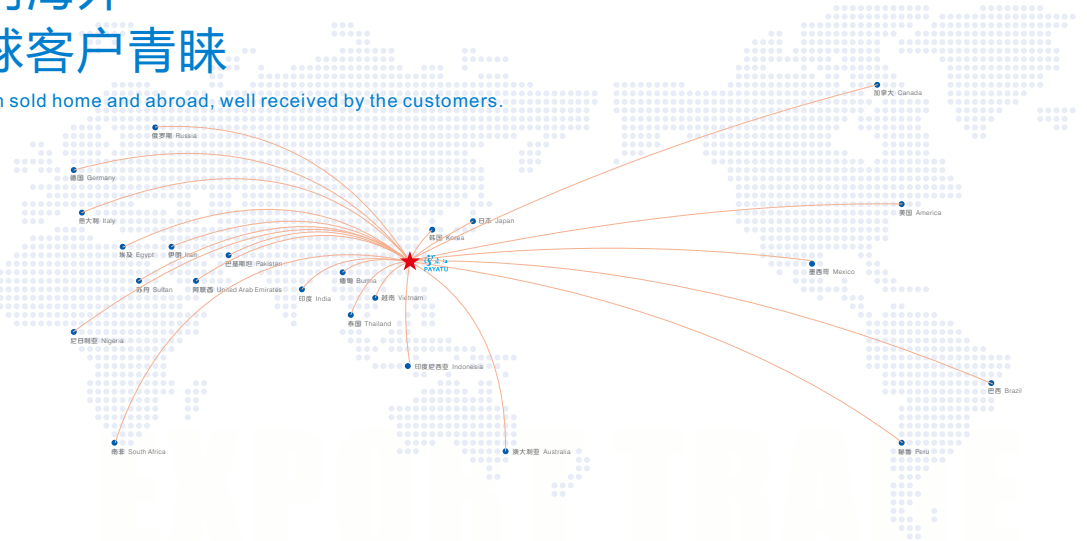 海外
球客户青睐
n sold home and abroad, well received by the customers.
加拿大 Canada
俄罗斯 Russia
德国 Germany
美国 America
意大利 Italy
日本 Japan
韩国 Korea
埃及 Egypt
伊朗 Iran
巴基斯坦 Pakistan
PAYATU
墨西哥 Mexico
缅甸 Burma
苏丹 Sultan
阿联酋 United Arab Emirates
印度 India
越南 Vietnam
泰国 Thailand
尼日利亚 Nigeria
印度尼西亚 Indonesia
巴西 Brazil
南非 South Africa
澳大利亚 Australia
秘鲁 Peru